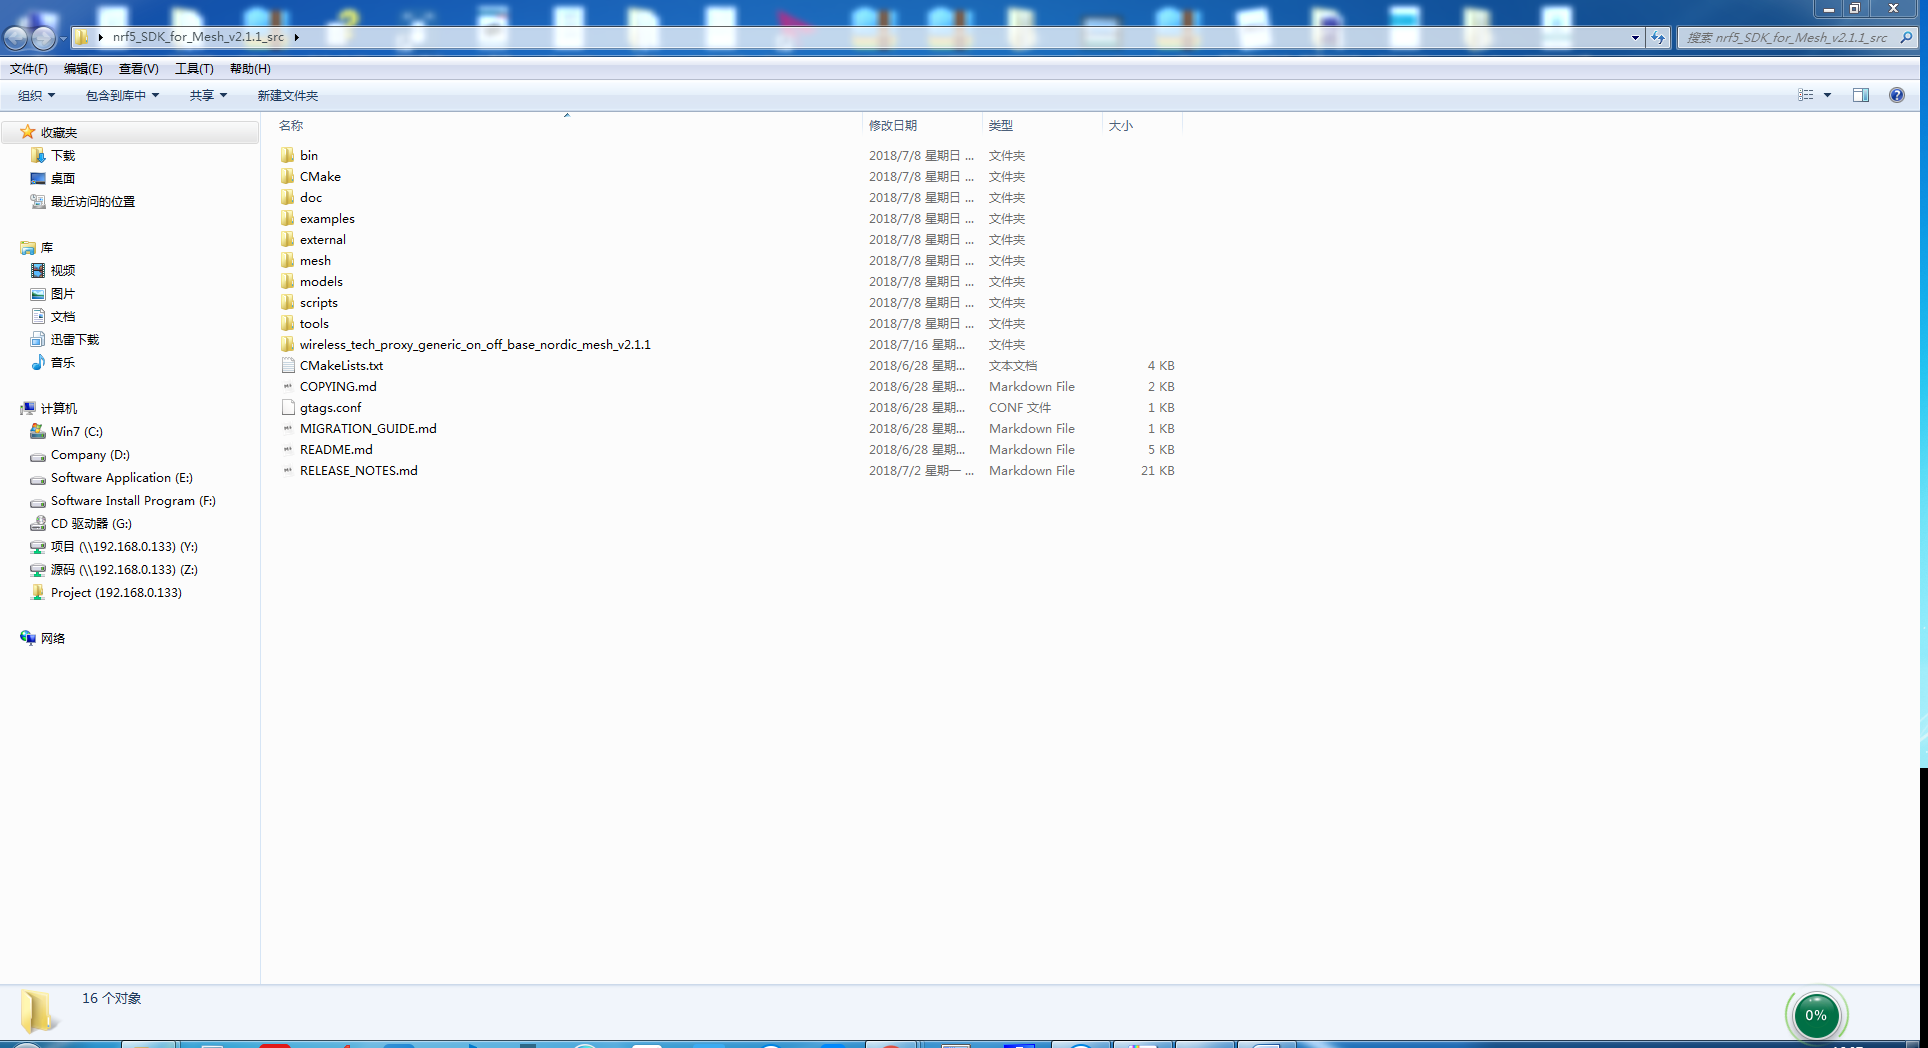 nrf5_SDK_for_Mesh_v2.1.1_src
搜索 nrf5_SDK_for_Mesh_v2.1.1_src
文件(F) 编辑(E) 查看(V) 工具(T) 帮助(H)
组织 包含到库中 共享 新建文件夹
收藏夹
下载
桌面
最近访问的位置
库
视频
图片
文档
迅雷下载
音乐
计算机
Win7 (C:)
Company (D:)
Software Application (E:)
Software Install Program (F:)
CD 驱动器 (G:)
项目 (\\192.168.0.133) (Y:)
源码 (\\192.168.0.133) (Z:)
Project (192.168.0.133)
网络
名称 修改日期 类型 大小
bin 2018/7/8 星期日 ... 文件夹
CMake 2018/7/8 星期日 ... 文件夹
doc 2018/7/8 星期日 ... 文件夹
examples 2018/7/8 星期日 ... 文件夹
external 2018/7/8 星期日 ... 文件夹
mesh 2018/7/8 星期日 ... 文件夹
models 2018/7/8 星期日 ... 文件夹
scripts 2018/7/8 星期日 ... 文件夹
tools 2018/7/8 星期日 ... 文件夹
wireless_tech_proxy_generic_on_off_base_nordic_mesh_v2.1.1 2018/7/16 星期... 文件夹
CMakeLists.txt 2018/6/28 星期... 文本文档 4 KB
COPYING.md 2018/6/28 星期... Markdown File 2 KB
gtags.conf 2018/6/28 星期... CONF 文件 1 KB
MIGRATION_GUIDE.md 2018/6/28 星期... Markdown File 1 KB
README.md 2018/6/28 星期... Markdown File 5 KB
RELEASE_NOTES.md 2018/7/2 星期一 ... Markdown File 21 KB
16 个对象
0%